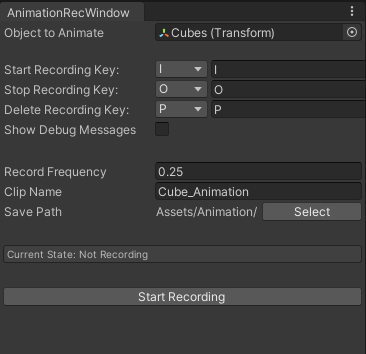 AnimationRecWindow
Object to Animate Cubes (Transform)
Start Recording Key: I I
Stop Recording Key: O O
Delete Recording Key: P P
Show Debug Messages
Record Frequency 0.25
Clip Name Cube_Animation
Save Path Assets/Animation/ Select
Current State: Not Recording
Start Recording